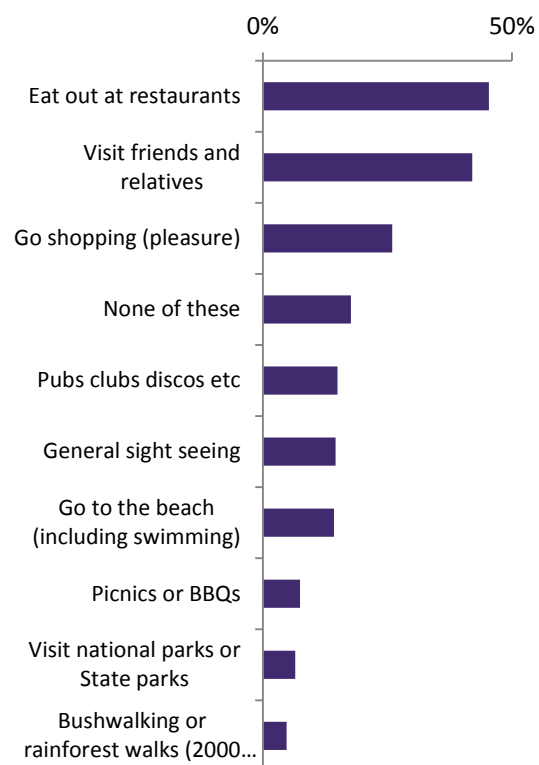 0% 50%
Eat out at restaurants
Visit friends and
relatives
Go shopping (pleasure)
None of these
Pubs clubs discos etc
General sight seeing
Go to the beach
(including swimming)
Picnics or BBQs
Visit national parks or
State parks
Bushwalking or
rainforest walks (2000...